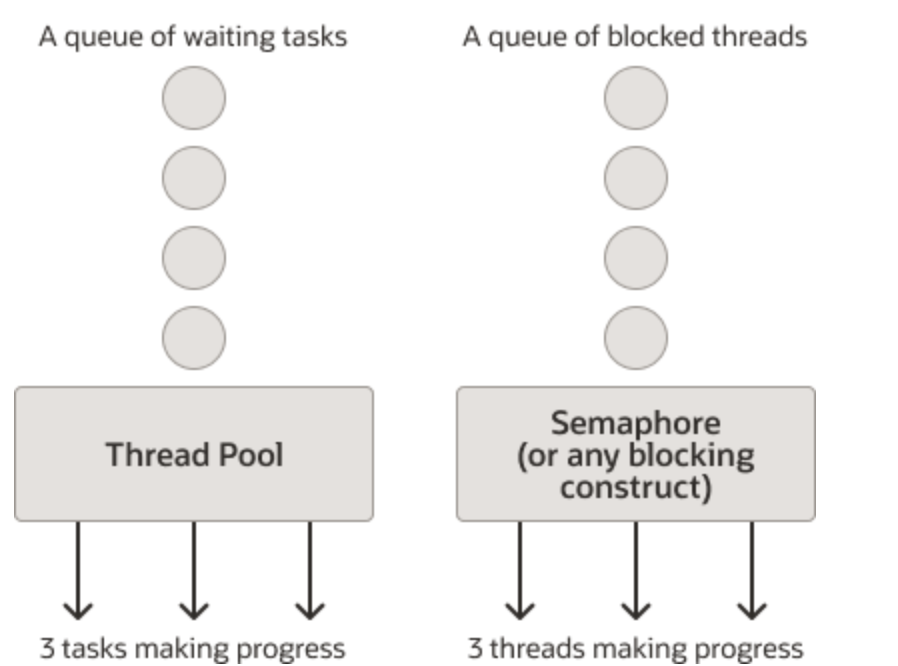 A queue of waiting tasks
A queue of blocked threads
Thread Pool
Semaphore
(or any blocking
construct)
3 tasks making progress
3 threads making progress